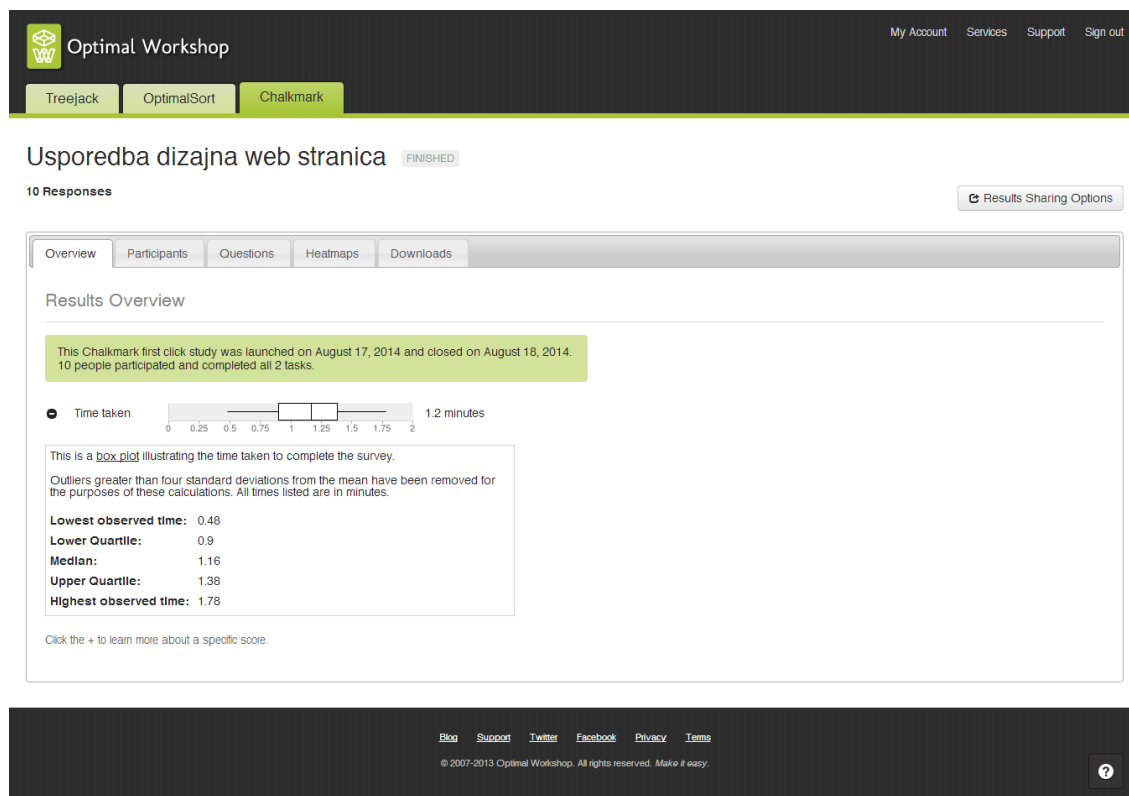 Optimal Workshop
My Account Services Support Sign out
Treejack OptimalSort Chalkmark
Usporedba dizajna web stranica FINISHED
10 Responses
Results Sharing Options
Overview Participants Questions Heatmaps Downloads
Results Overview
This Chalkmark first click study was launched on August 17, 2014 and closed on August 18, 2014.
10 people participated and completed all 2 tasks.
Time taken 1.2 minutes
0 0.25 0.5 0.75 1 1.25 1.5 1.75 2
This is a box plot illustrating the time taken to complete the survey.
Outliers greater than four standard deviations from the mean have been removed for
the purposes of these calculations. All times listed are in minutes.
Lowest observed time: 0.48
Lower Quartile: 0.9
Median: 1.16
Upper Quartile: 1.38
Highest observed time: 1.78
Click the + to learn more about a specific score.
Blog Support Twitter Facebook Privacy Terms
© 2007-2013 Optimal Workshop. All rights reserved. Make it easy.
?